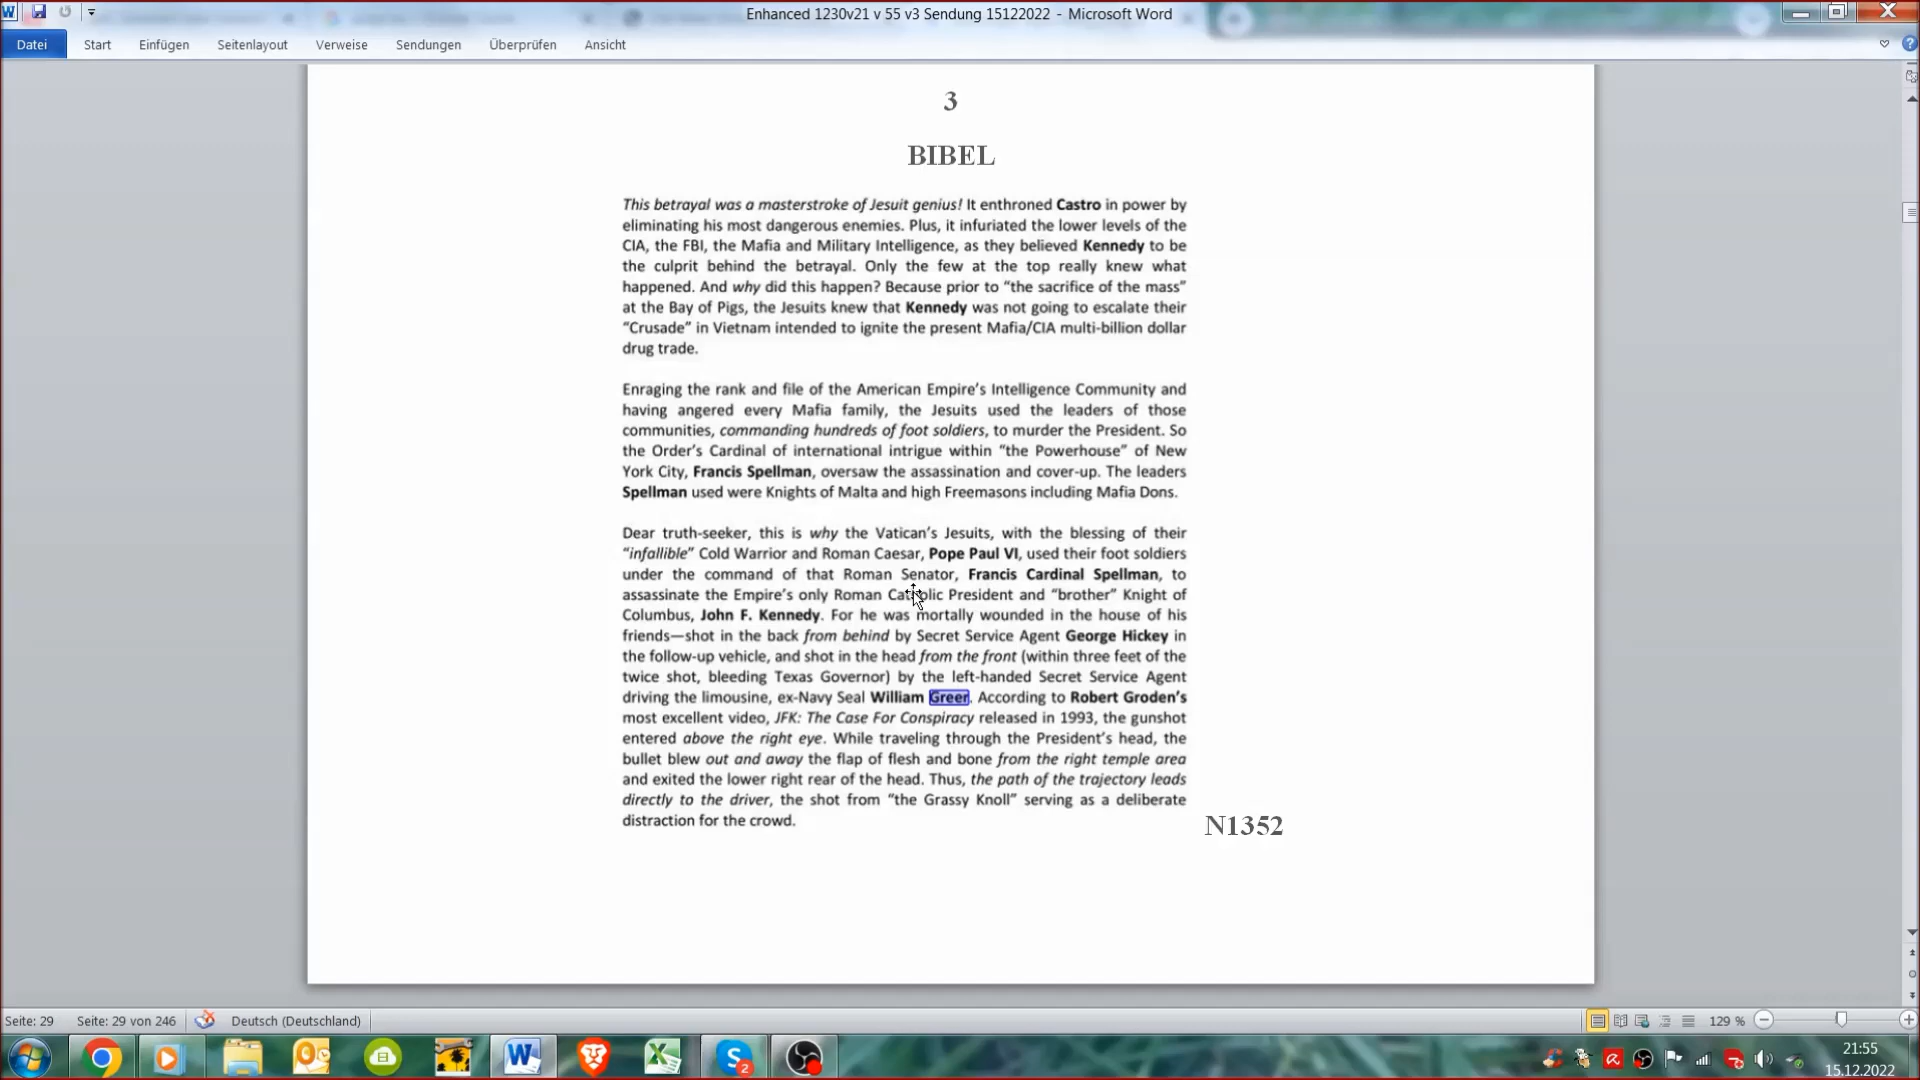 Enhanced 1230v21 v 55 v3 Sendung 15122022 - Microsoft Word
Datei Start Einfügen Seitenlayout Verweise Sendungen Überprüfen Ansicht
3
BIBEL
This betrayal was a masterstroke of Jesuit genius! It enthroned Castro in power by
eliminating his most dangerous enemies. Plus, it infuriated the lower levels of the
CIA, the FBI, the Mafia and Military Intelligence, as they believed Kennedy to be
the culprit behind the betrayal. Only the few at the top really knew what
happened. And why did this happen? Because prior to “the sacrifice of the mass”
at the Bay of Pigs, the Jesuits knew that Kennedy was not going to escalate their
“Crusade” in Vietnam intended to ignite the present Mafia/CIA multi-billion dollar
drug trade.
Enraging the rank and file of the American Empire’s Intelligence Community and
having angered every Mafia family, the Jesuits used the leaders of those
communities, commanding hundreds of foot soldiers, to murder the President. So
the Order’s Cardinal of international intrigue within “the Powerhouse” of New
York City, Francis Spellman, oversaw the assassination and cover-up. The leaders
Spellman used were Knights of Malta and high Freemasons including Mafia Dons.
Dear truth-seeker, this is why the Vatican’s Jesuits, with the blessing of their
“infallible” Cold Warrior and Roman Caesar, Pope Paul VI, used their foot soldiers
under the command of that Roman Senator, Francis Cardinal Spellman, to
assassinate the Empire’s only Roman Catholic President and “brother” Knight of
Columbus, John F. Kennedy. For he was mortally wounded in the house of his
friends—shot in the back from behind by Secret Service Agent George Hickey in
the follow-up vehicle, and shot in the head from the front (within three feet of the
twice shot, bleeding Texas Governor) by the left-handed Secret Service Agent
driving the limousine, ex-Navy Seal William Greer. According to Robert Groden’s
most excellent video, JFK: The Case For Conspiracy released in 1993, the gunshot
entered above the right eye. While traveling through the President’s head, the
bullet blew out and away the flap of flesh and bone from the right temple area
and exited the lower right rear of the head. Thus, the path of the trajectory leads
directly to the driver, the shot from “the Grassy Knoll” serving as a deliberate
distraction for the crowd.
N1352
Seite: 29 Seite: 29 von 246 Deutsch (Deutschland) 129 %
2
21:55
15.12.2022